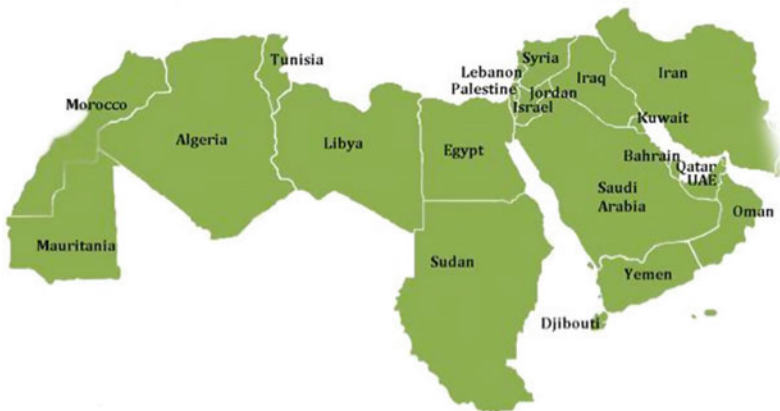 Tunisia
Syria
Lebanon
Palestine
Israel
Jordan
Iraq
Iran
Morocco
Algeria
Libya
Egypt
Kuwait
Bahrain
Qatar
UAE
Saudi
Arabia
Oman
Mauritania
Sudan
Yemen
Djibouti